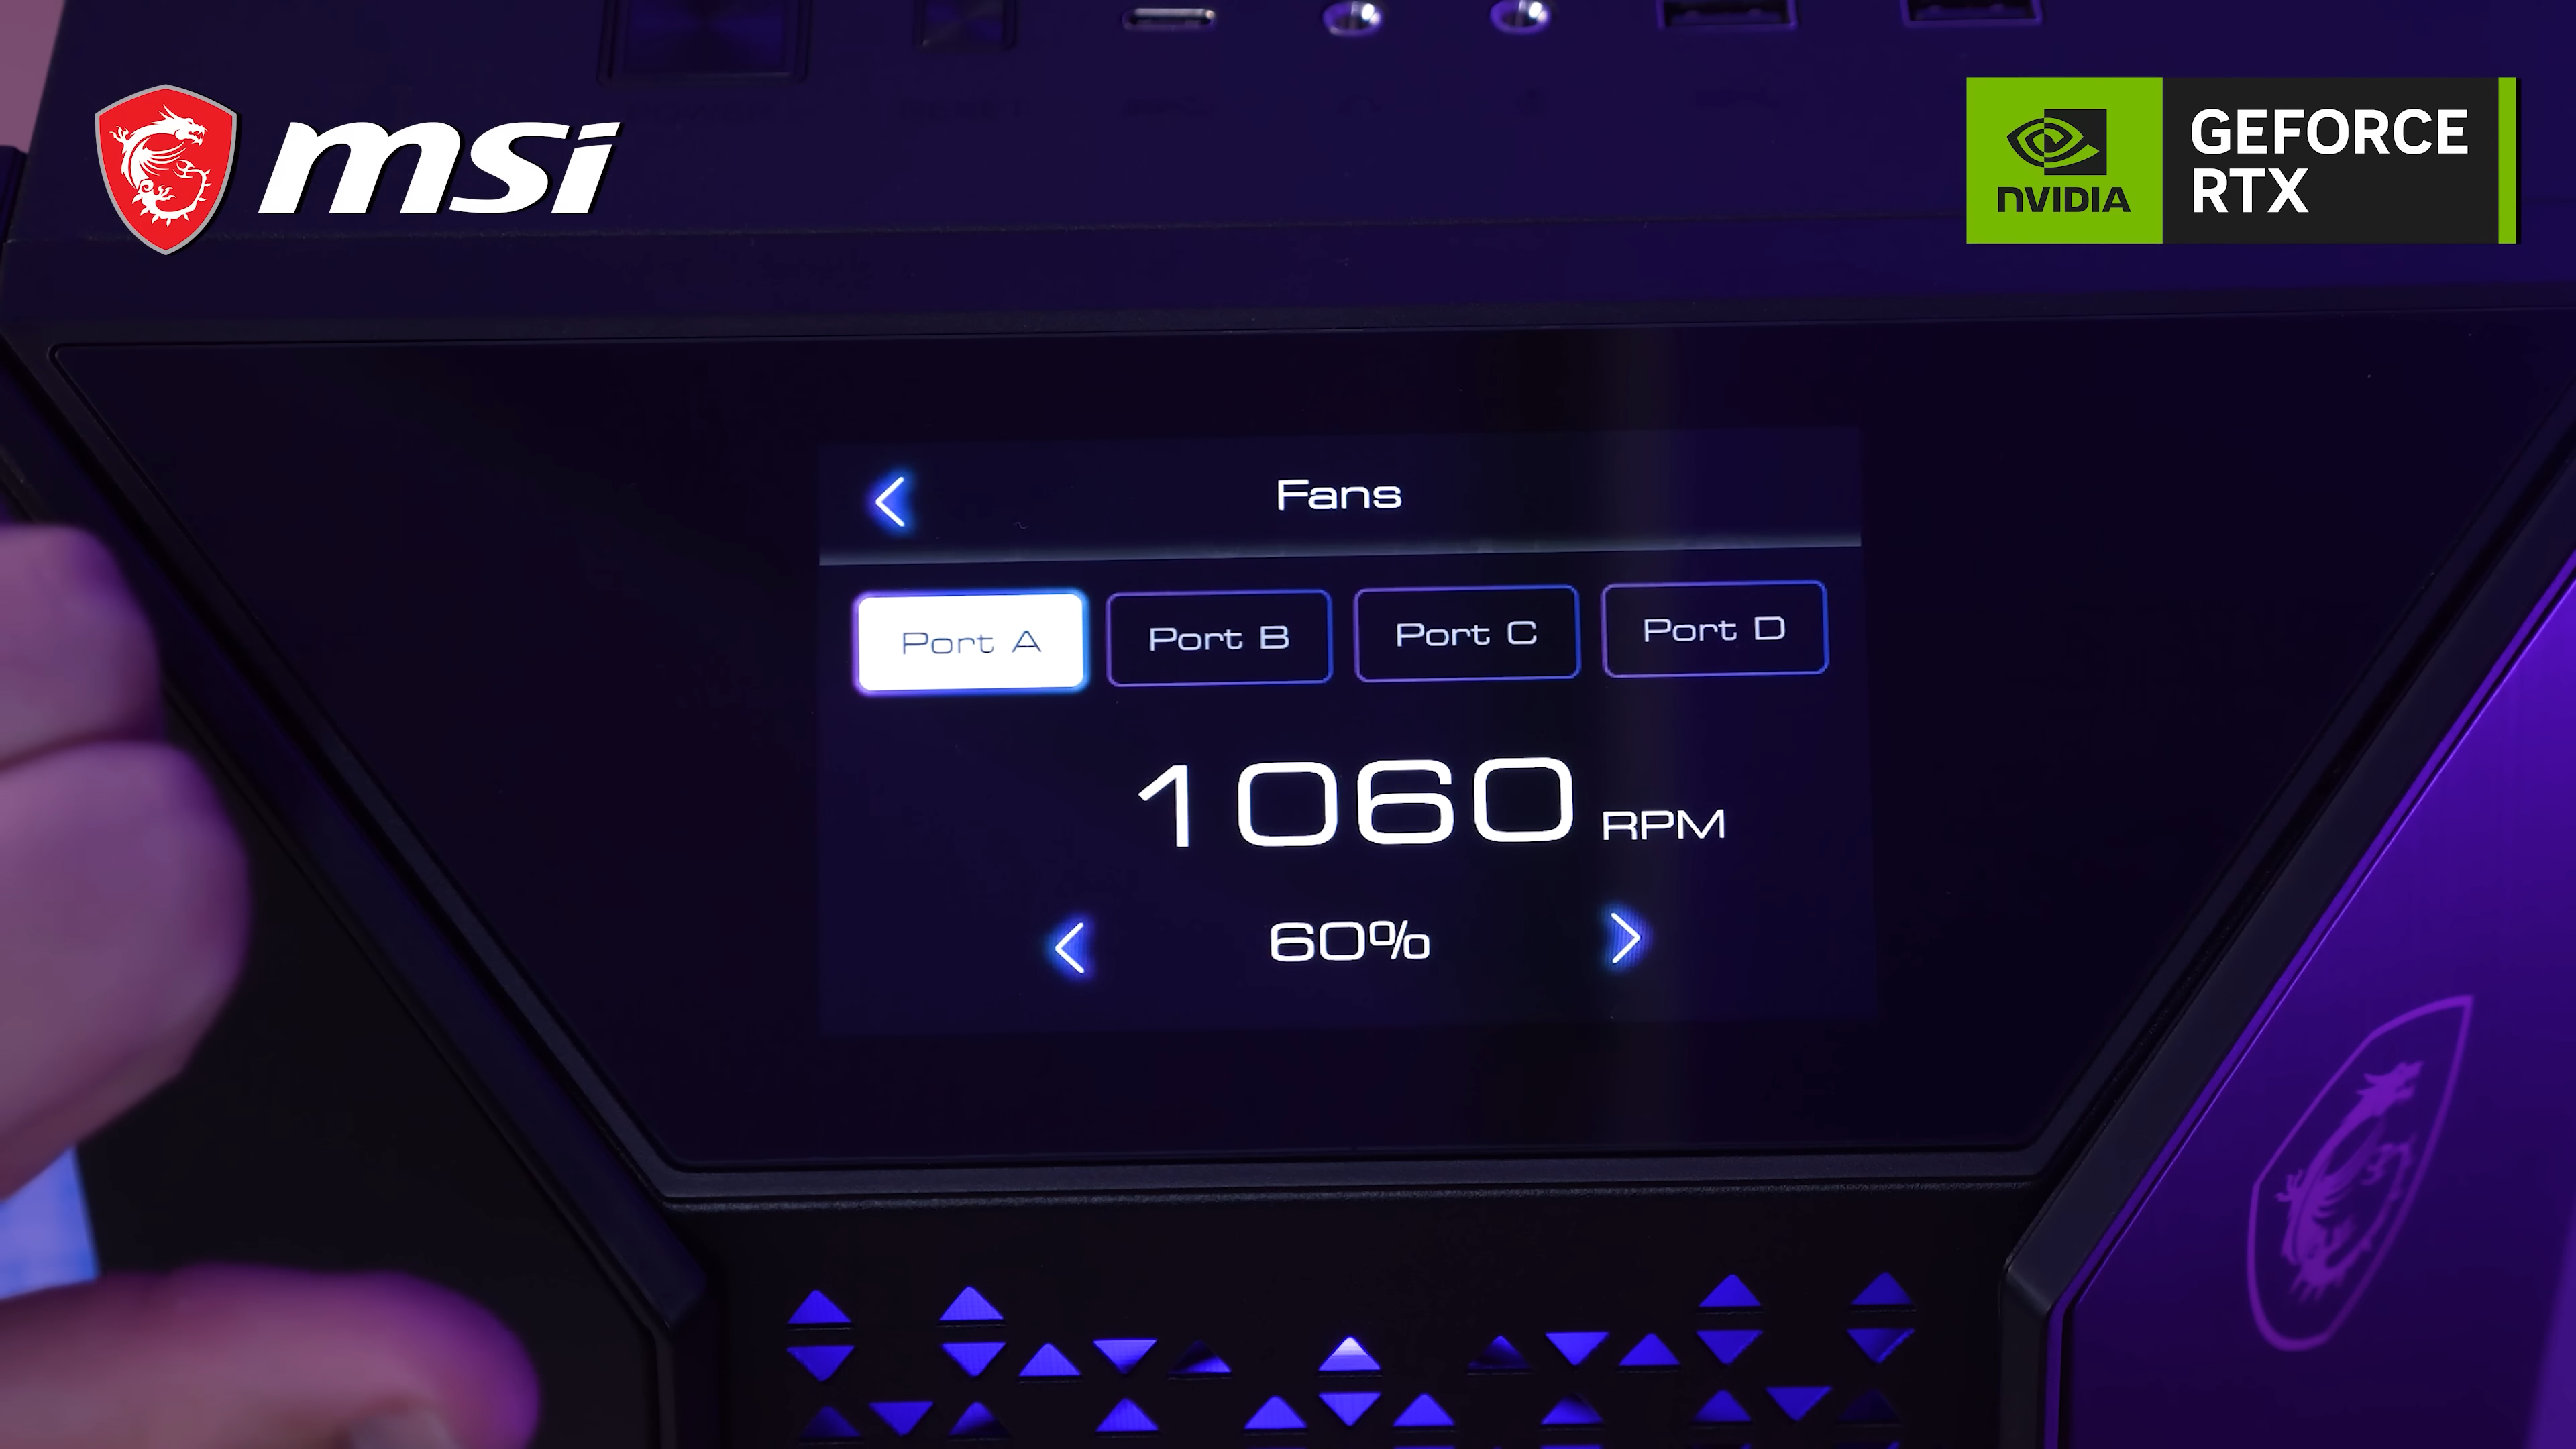 msi
NVIDIA
GEFORCE
RTX
Fans
Port A Port B Port C Port D
1060 RPM
60%